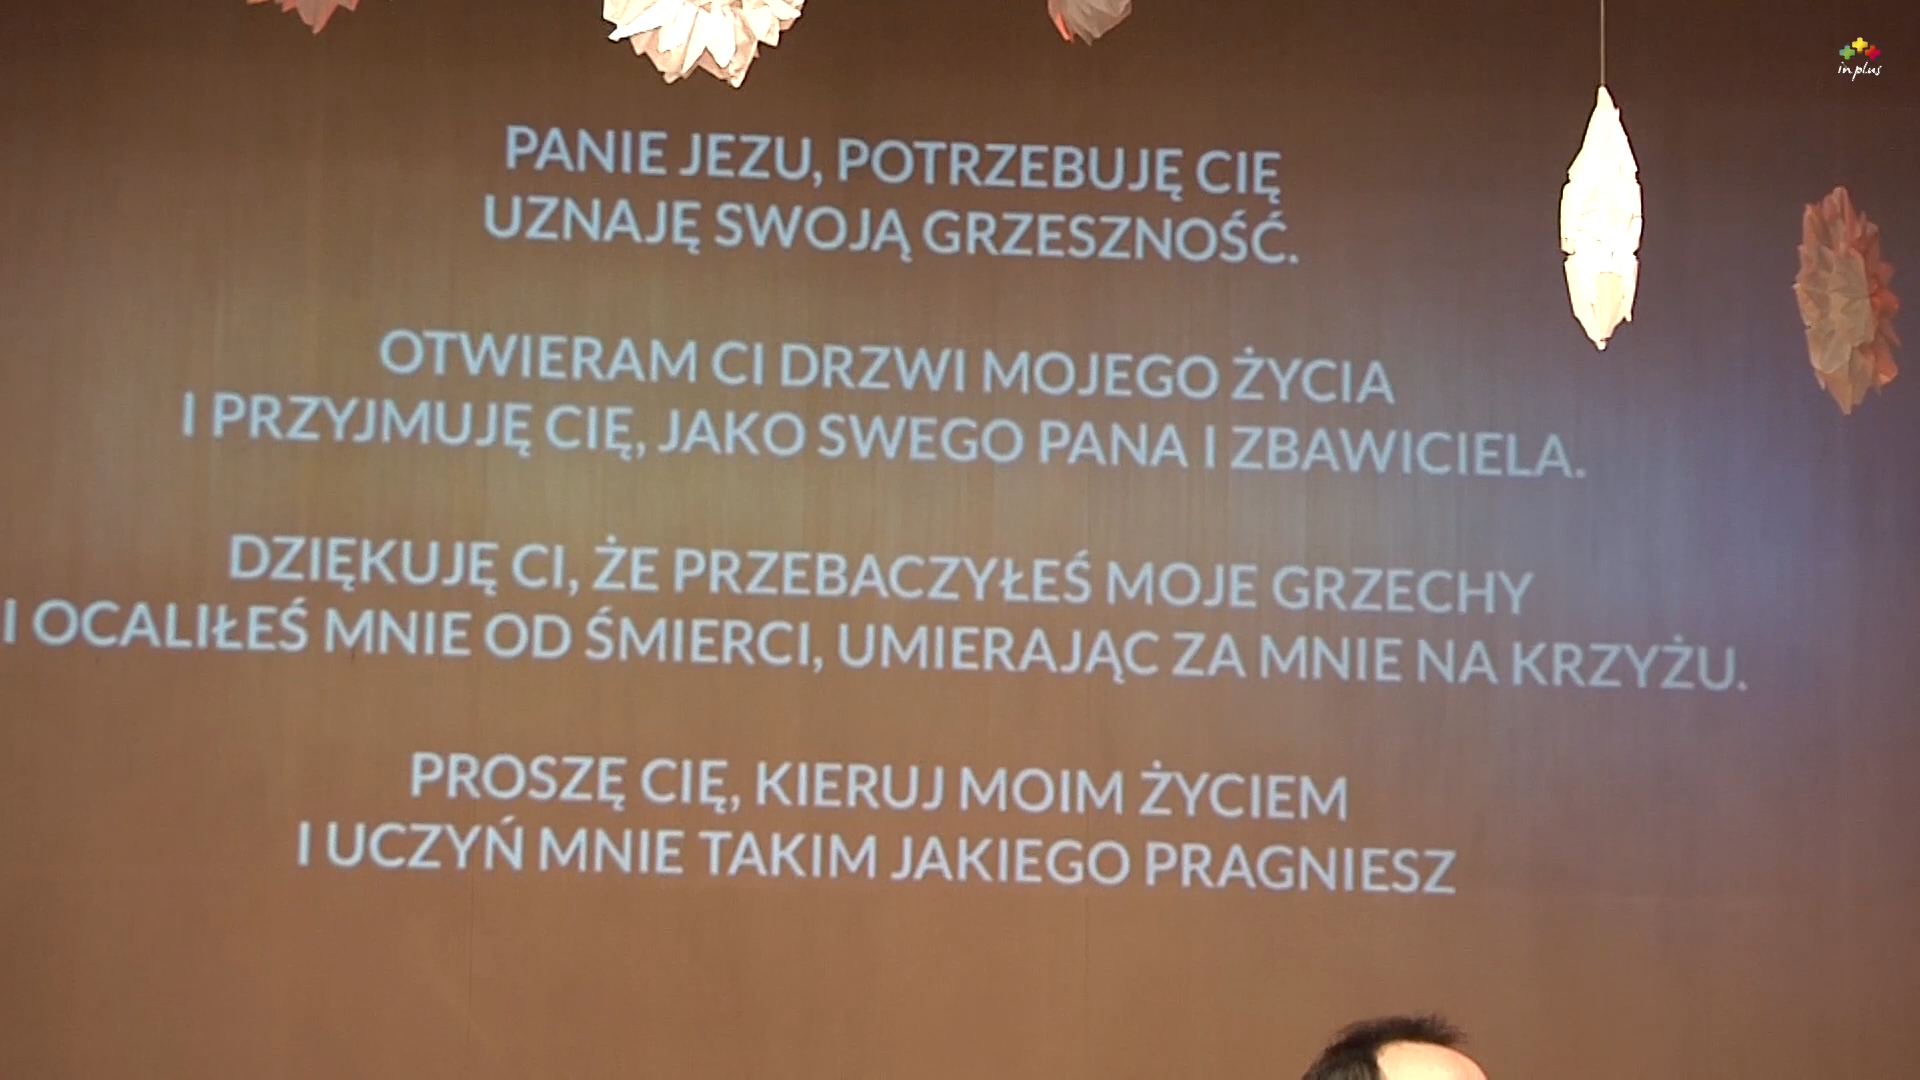 in plus
PANIE JEZU, POTRZEBUJĘ CIĘ
UZNAJĘ SWOJĄ GRZESZNOŚĆ.
OTWIERAM CI DRZWI MOJEGO ŻYCIA
I PRZYJMUJĘ CIĘ, JAKO SWEGO PANA I ZBAWICIELA.
DZIĘKUJĘ CI, ŻE PRZEBACZYŁEŚ MOJE GRZECHY
I OCALIŁEŚ MNIE OD ŚMIERCI, UMIERAJĄC ZA MNIE NA KRZYŻU.
PROSZĘ CIĘ, KIERUJ MOIM ŻYCIEM
I UCZYŃ MNIE TAKIM JAKIEGO PRAGNIESZ